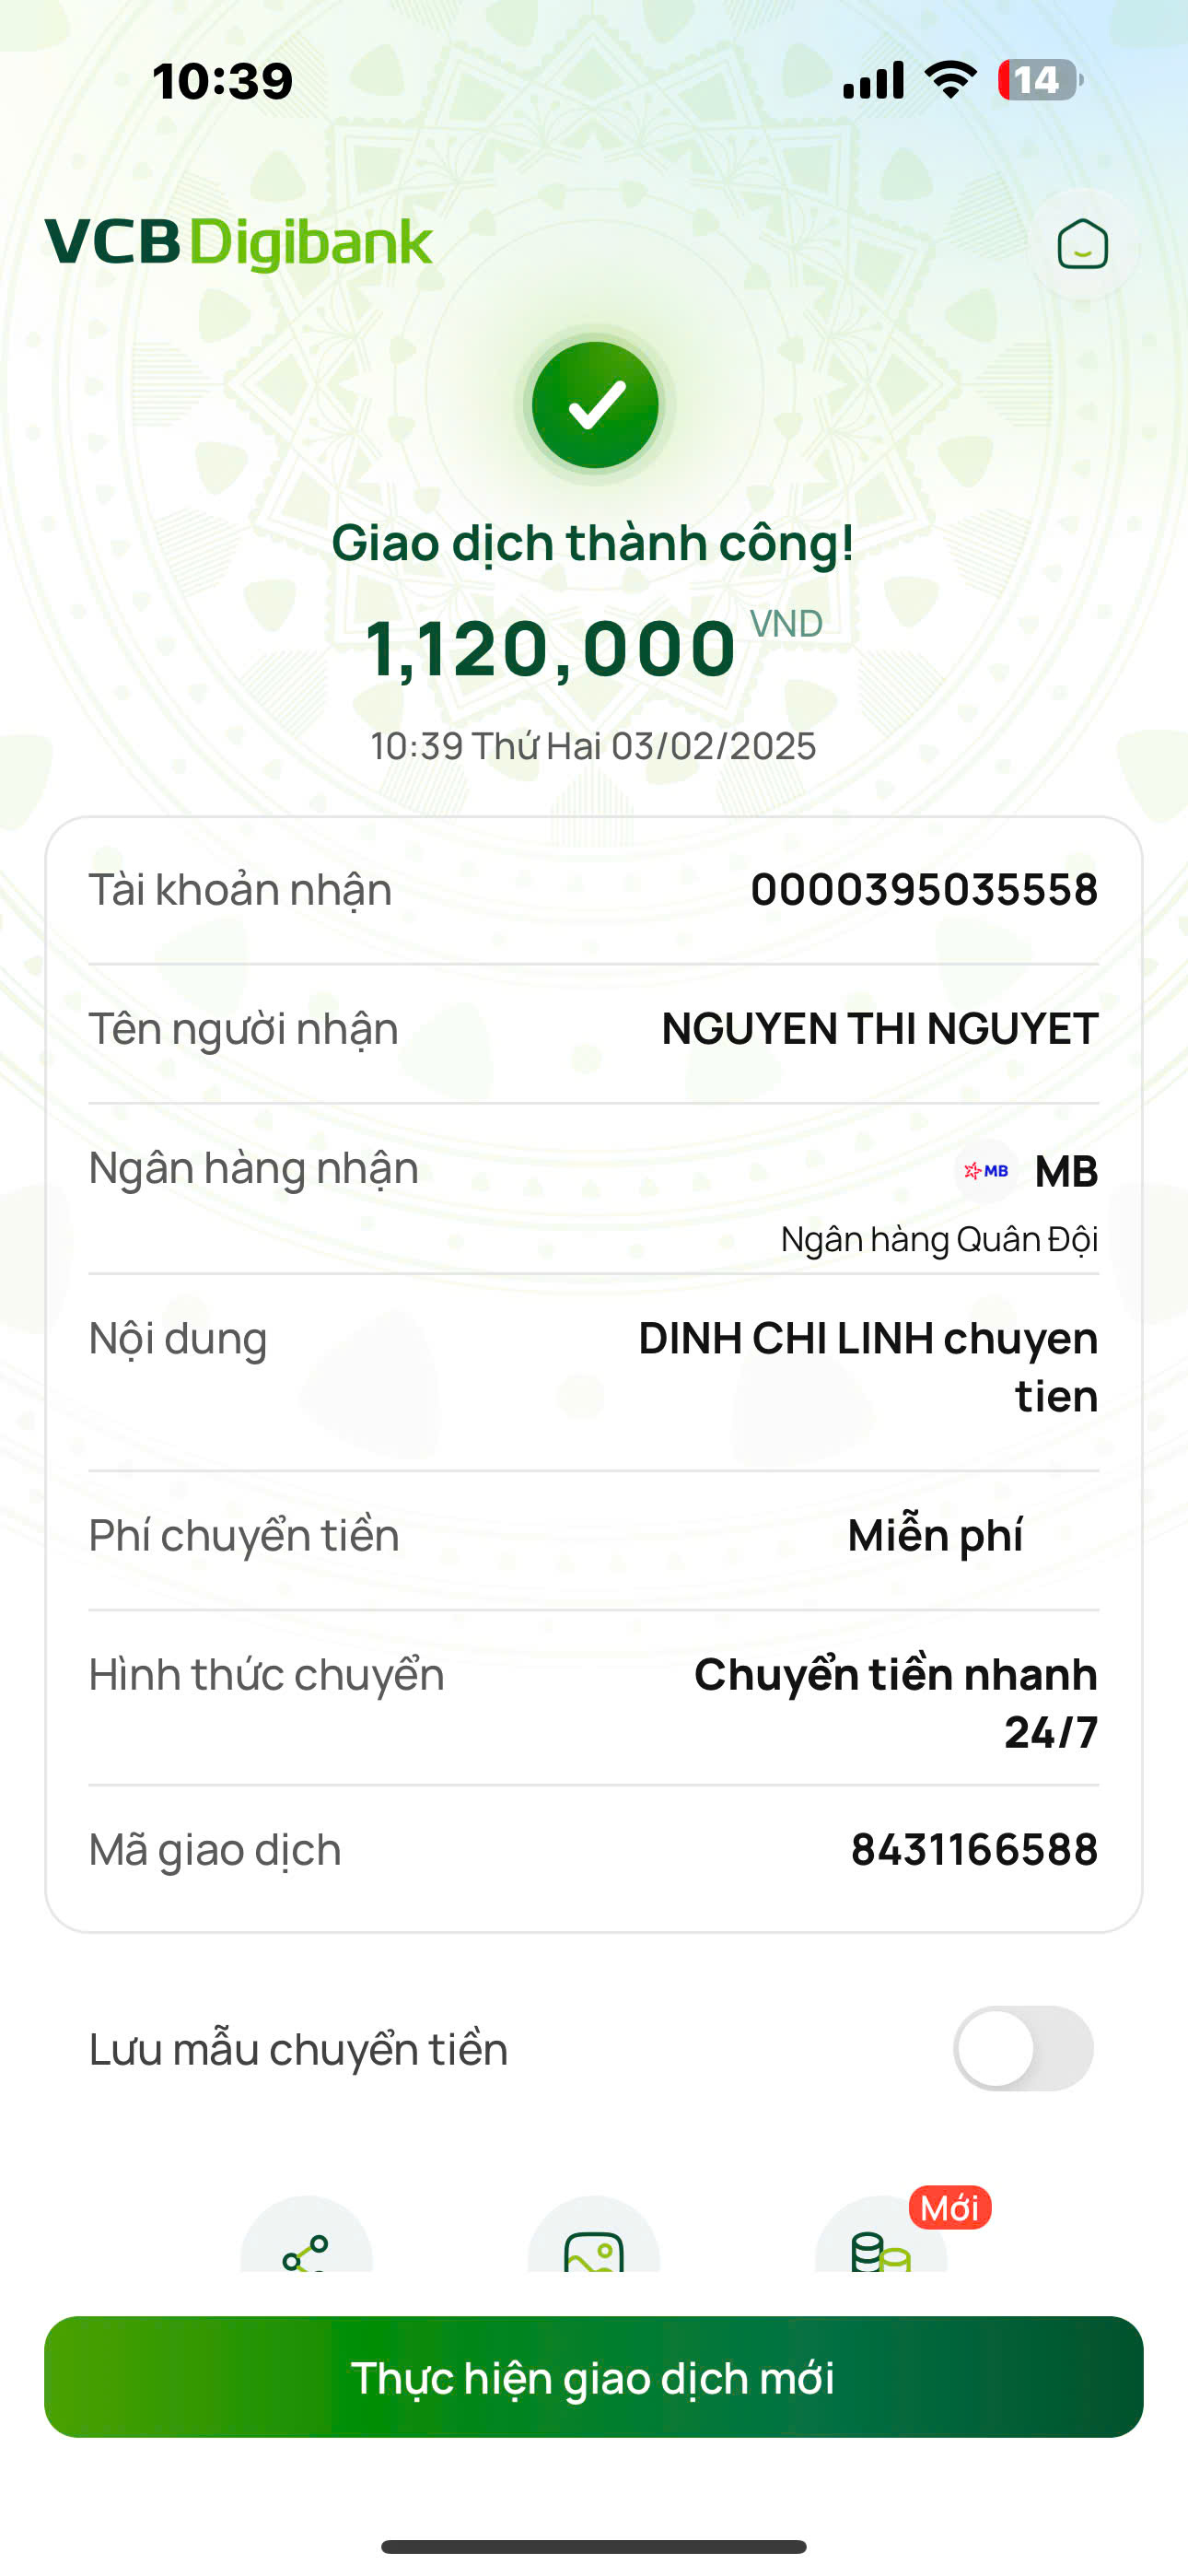 10:39
14
VCB Digibank
Giao dịch thành công!
1,120,000 VND
10:39 Thứ Hai 03/02/2025
Tài khoản nhận 0000395035558
Tên người nhận NGUYEN THI NGUYET
Ngân hàng nhận MB MB
Ngân hàng Quân Đội
Nội dung DINH CHI LINH chuyen
tien
Phí chuyển tiền Miễn phí
Hình thức chuyển Chuyển tiền nhanh
24/7
Mã giao dịch 8431166588
Lưu mẫu chuyển tiền
Mới
Thực hiện giao dịch mới